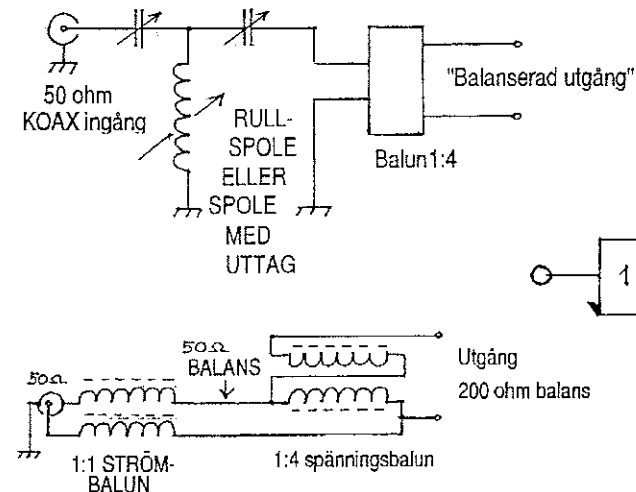 50 ohm
KOAX ingång
RULL-
SPOLE
ELLER
SPOLE
MED
UTTAG
"Balanserad utgång"
Balun1:4
1
50Ω
BALANS
50Ω
Utgång
200 ohm balans
1:1 STRÖM-
BALUN
1:4 spänningsbalun